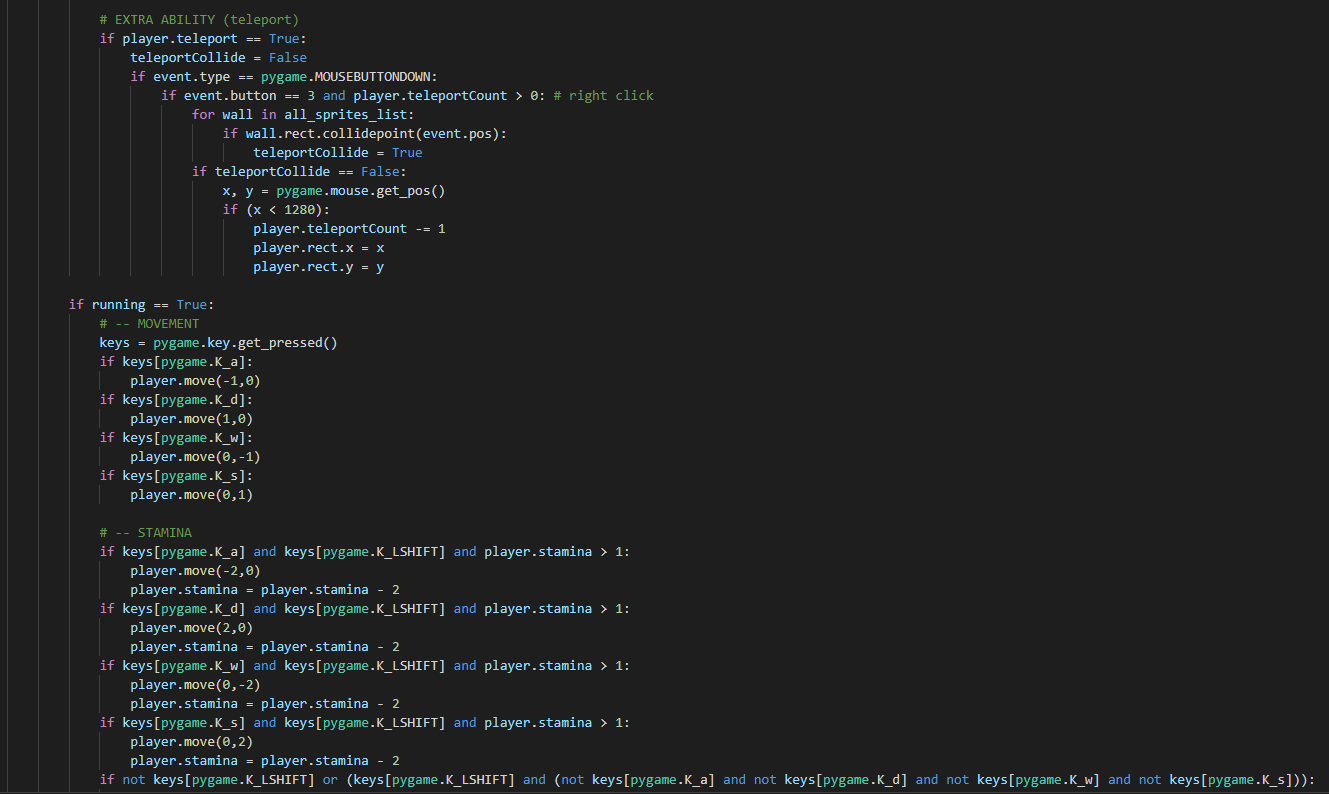 # EXTRA ABILITY (teleport)
if player.teleport == True:
teleportCollide = False
if event.type == pygame.MOUSEBUTTONDOWN:
if event.button == 3 and player.teleportCount > 0: # right click
for wall in all_sprites_list:
if wall.rect.collidepoint(event.pos):
teleportCollide = True
if teleportCollide == False:
x, y = pygame.mouse.get_pos()
if (x < 1280):
player.teleportCount -= 1
player.rect.x = x
player.rect.y = y
if running == True:
# -- MOVEMENT
keys = pygame.key.get_pressed()
if keys[pygame.K_a]:
player.move(-1,0)
if keys[pygame.K_d]:
player.move(1,0)
if keys[pygame.K_w]:
player.move(0,-1)
if keys[pygame.K_s]:
player.move(0,1)
# -- STAMINA
if keys[pygame.K_a] and keys[pygame.K_LSHIFT] and player.stamina > 1:
player.move(-2,0)
player.stamina = player.stamina - 2
if keys[pygame.K_d] and keys[pygame.K_LSHIFT] and player.stamina > 1:
player.move(2,0)
player.stamina = player.stamina - 2
if keys[pygame.K_w] and keys[pygame.K_LSHIFT] and player.stamina > 1:
player.move(0,-2)
player.stamina = player.stamina - 2
if keys[pygame.K_s] and keys[pygame.K_LSHIFT] and player.stamina > 1:
player.move(0,2)
player.stamina = player.stamina - 2
if not keys[pygame.K_LSHIFT] or (keys[pygame.K_LSHIFT] and (not keys[pygame.K_a] and not keys[pygame.K_d] and not keys[pygame.K_w] and not keys[pygame.K_s])):